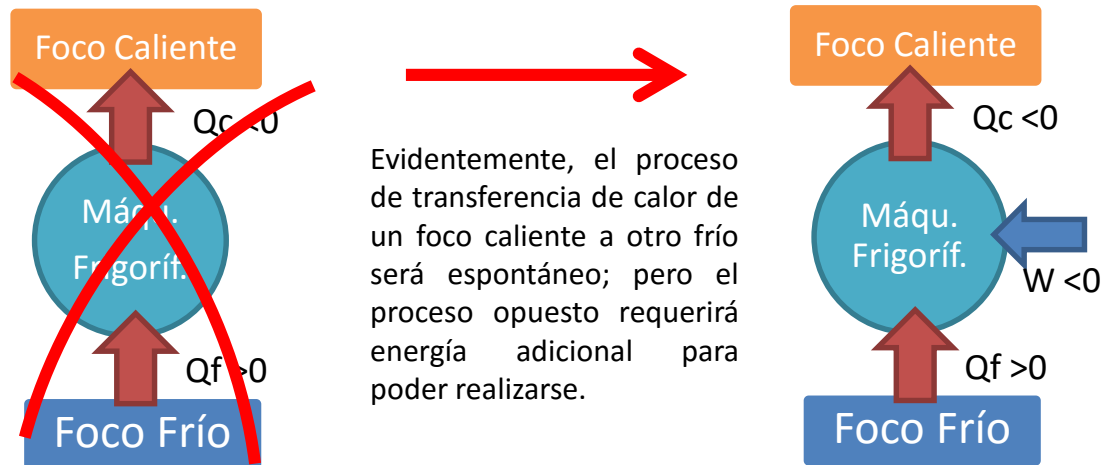 Foco Caliente
Qc <0
Máqu.
Frigoríf.
Qf >0
Foco Frío
Evidentemente, el proceso
de transferencia de calor de
un foco caliente a otro frío
será espontáneo; pero el
proceso opuesto requerirá
energía adicional para
poder realizarse.
Foco Caliente
Qc <0
Máqu.
Frigoríf.
W <0
Qf >0
Foco Frío